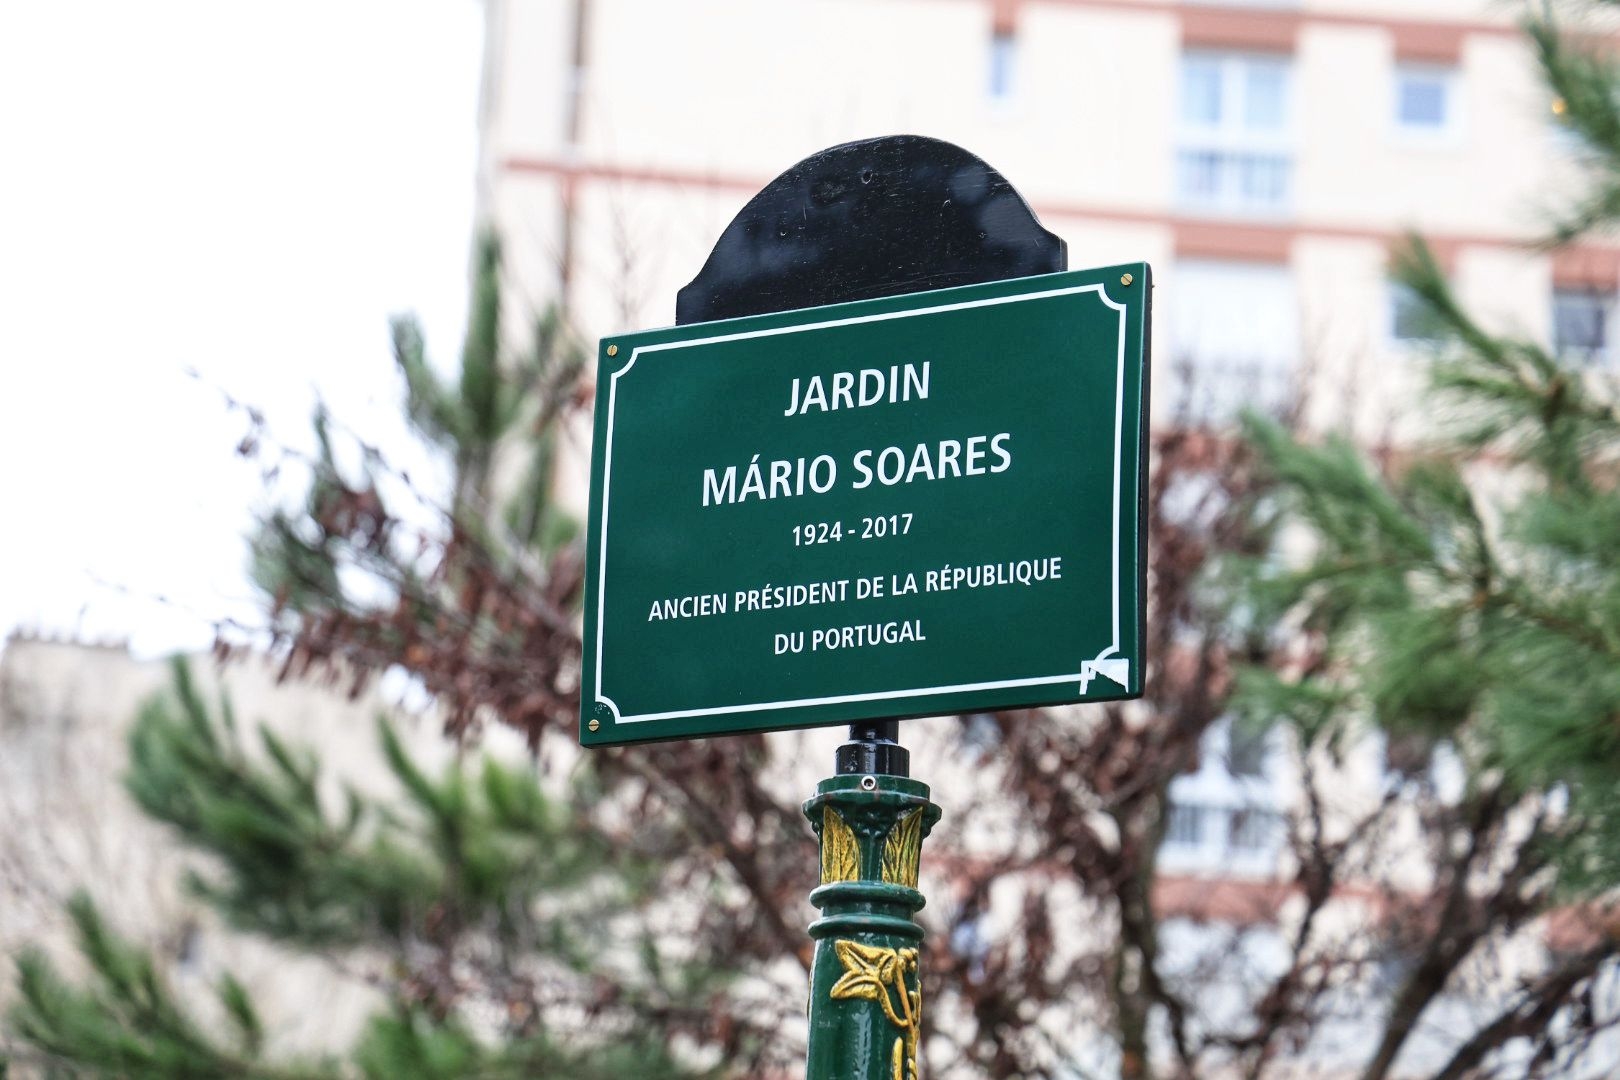 JARDIN
MÁRIO SOARES
1924 - 2017
ANCIEN PRÉSIDENT DE LA RÉPUBLIQUE
DU PORTUGAL